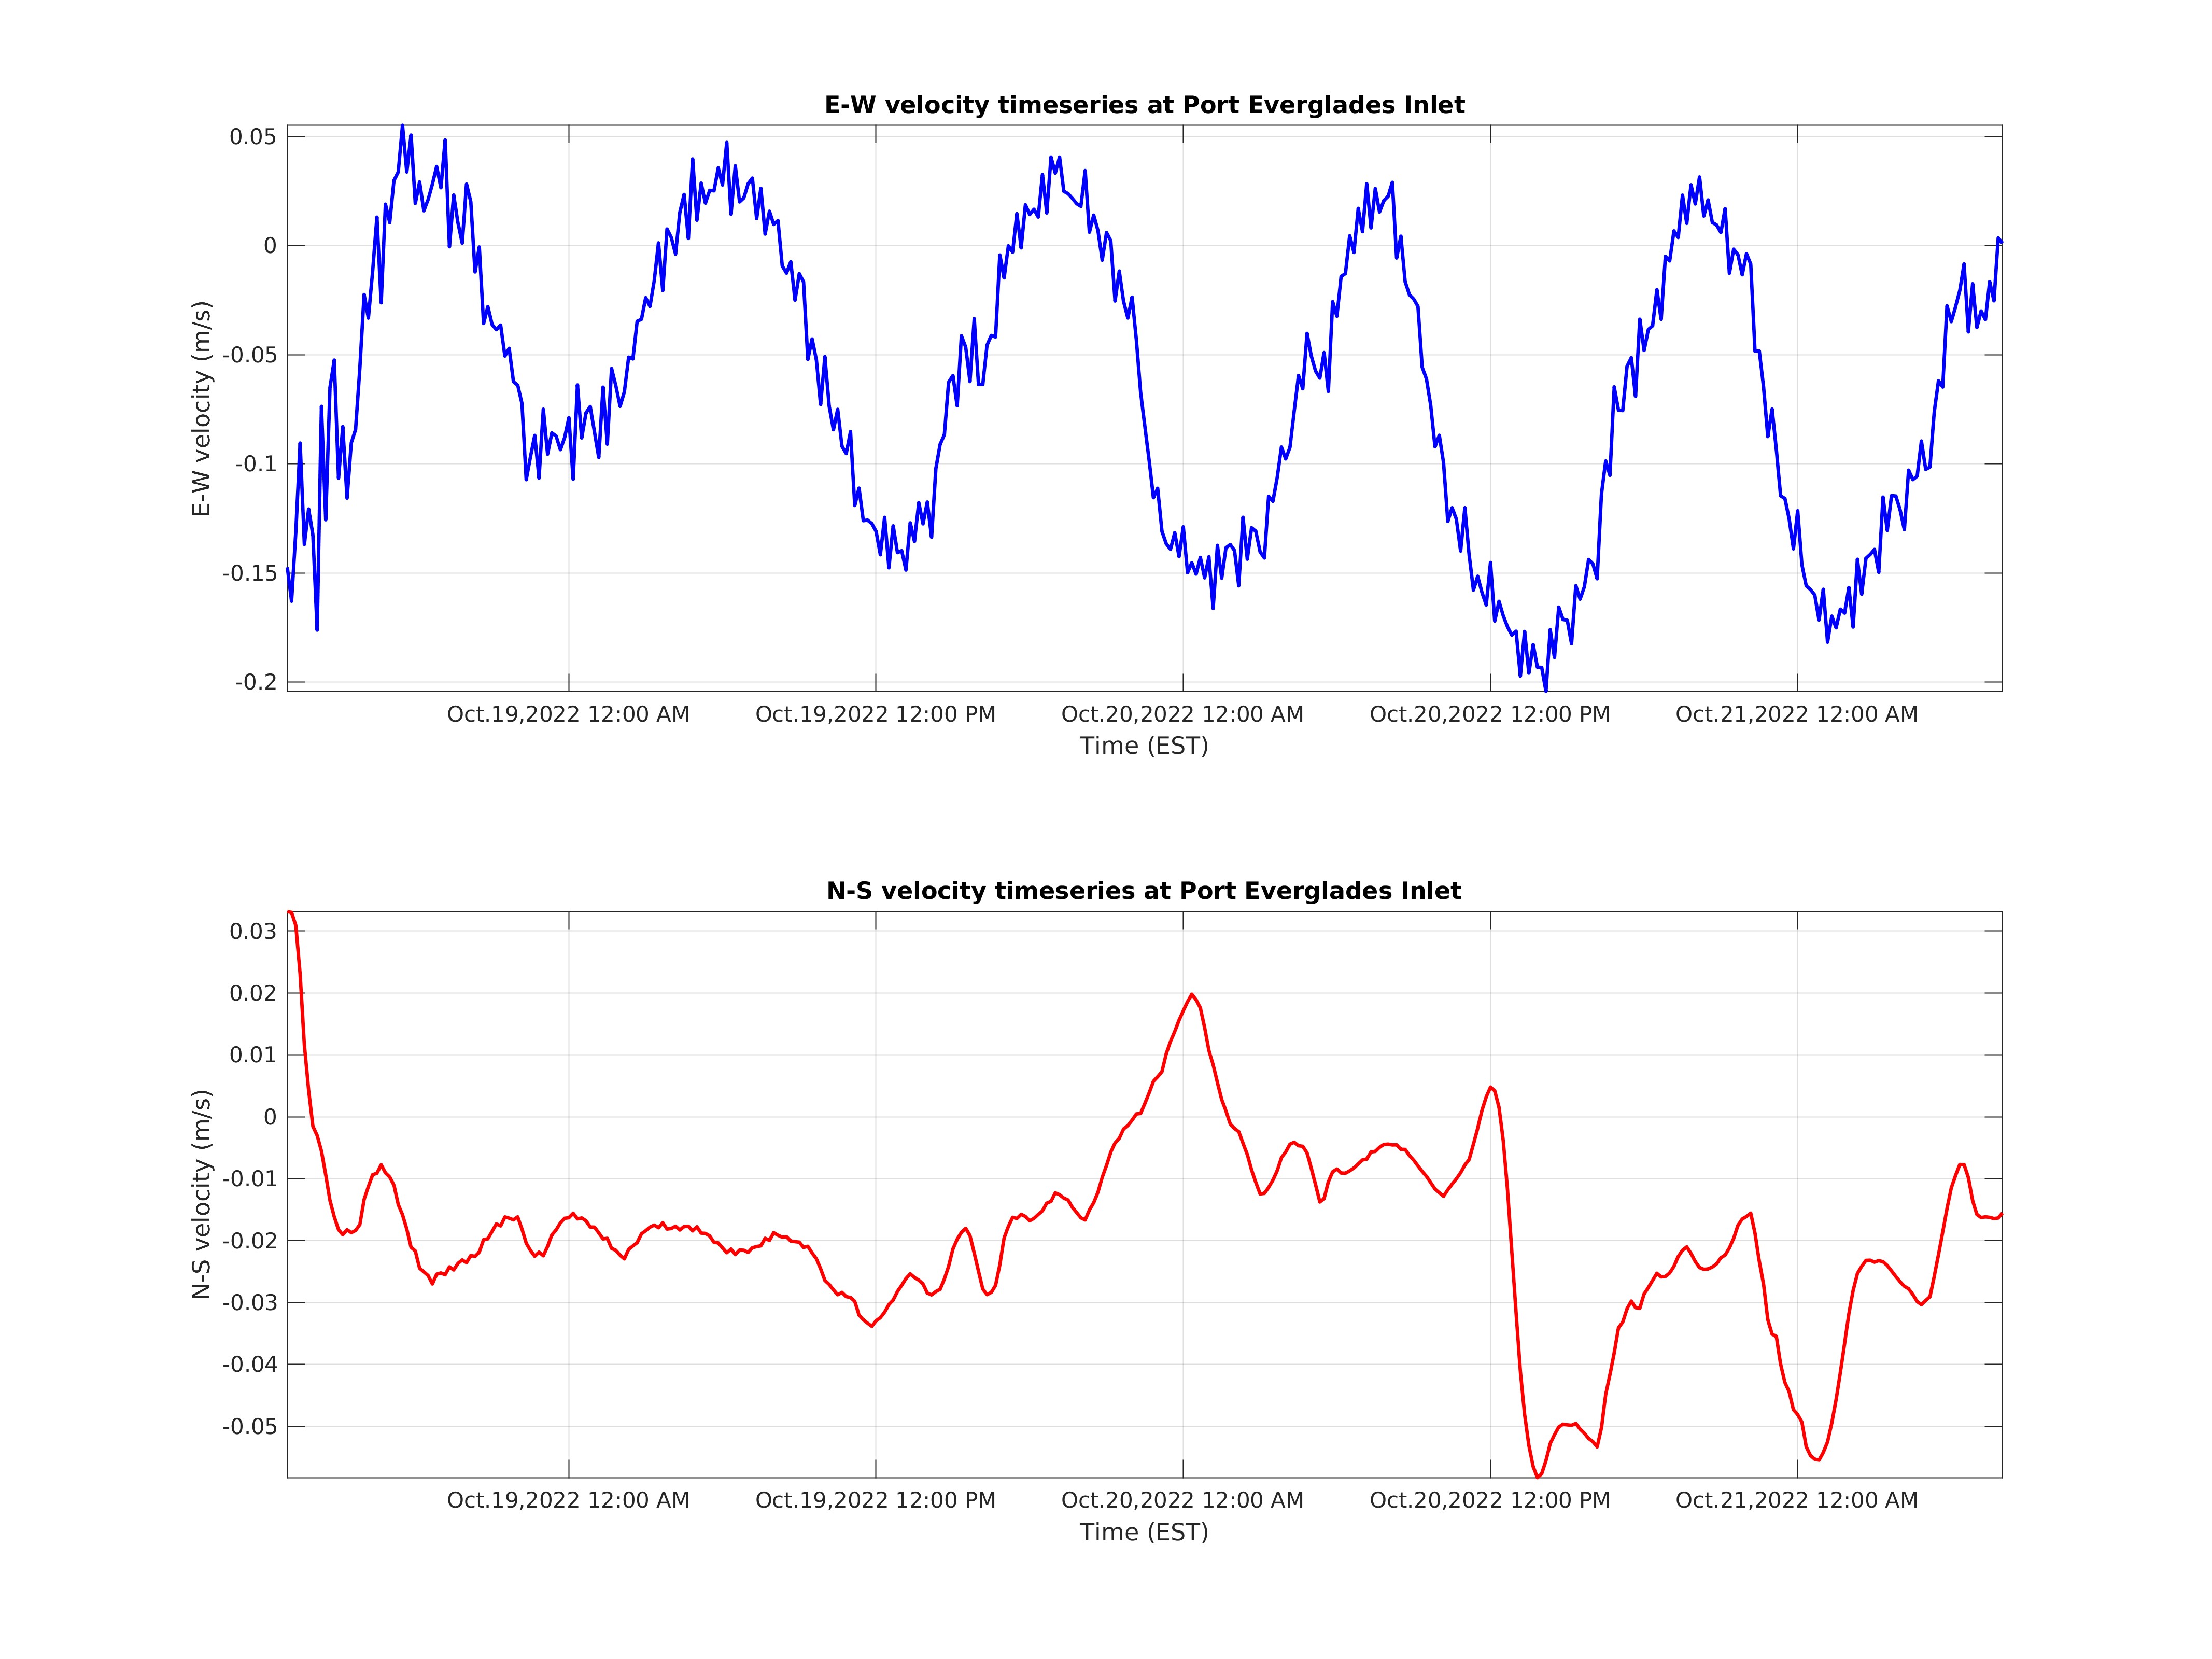 E-W velocity timeseries at Port Everglades Inlet
0.05
0
-0.05
-0.1
-0.15
-0.2
E-W velocity (m/s)
Oct.19,2022 12:00 AM Oct.19,2022 12:00 PM Oct.20,2022 12:00 AM Oct.20,2022 12:00 PM Oct.21,2022 12:00 AM
Time (EST)
N-S velocity timeseries at Port Everglades Inlet
0.03
0.02
0.01
0
-0.01
-0.02
-0.03
-0.04
-0.05
N-S velocity (m/s)
Oct.19,2022 12:00 AM Oct.19,2022 12:00 PM Oct.20,2022 12:00 AM Oct.20,2022 12:00 PM Oct.21,2022 12:00 AM
Time (EST)